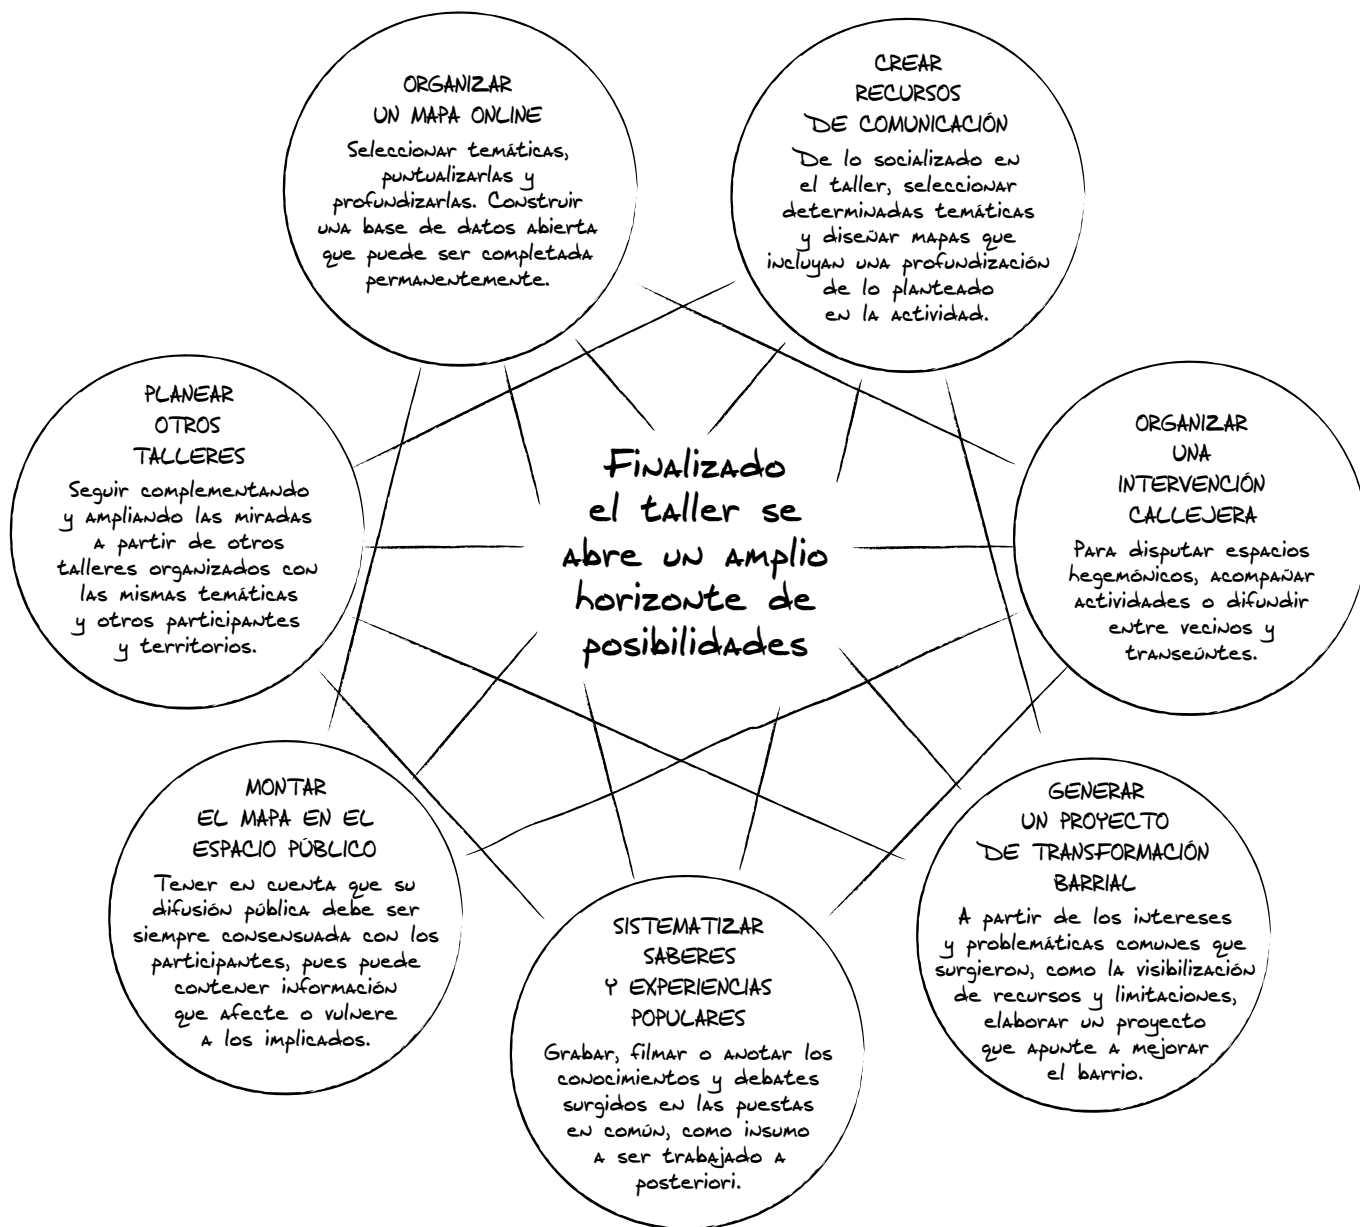 ORGANIZAR
UN MAPA ONLINE
Seleccionar temáticas,
puntualizarlas y
profundizarlas. Construir
una base de datos abierta
que puede ser completada
permanentemente.
CREAR
RECURSOS
DE COMUNICACIÓN
De lo socializado en
el taller, seleccionar
determinadas temáticas
y diseñar mapas que
incluyan una profundización
de lo planteado
en la actividad.
PLANEAR
OTROS
TALLERES
Seguir complementando
y ampliando las miradas
a partir de otros
talleres organizados con
las mismas temáticas
y otros participantes
y territorios.
Finalizado
el taller se
abre un amplio
horizonte de
posibilidades
ORGANIZAR
UNA
INTERVENCIÓN
CALLEJERA
Para disputar espacios
hegemónicos, acompañar
actividades o difundir
entre vecinos y
transeúntes.
MONTAR
EL MAPA EN EL
ESPACIO PÚBLICO
Tener en cuenta que su
difusión pública debe ser
siempre consensuada con los
participantes, pues puede
contener información
que afecte o vulnere
a los implicados.
SISTEMATIZAR
SABERES
Y EXPERIENCIAS
POPULARES
Grabar, filmar o anotar los
conocimientos y debates
surgidos en las puestas
en común, como insumo
a ser trabajado a
posteriori.
GENERAR
UN PROYECTO
DE TRANSFORMACIÓN
BARRIAL
A partir de los intereses
y problemáticas comunes que
surgieron, como la visibilización
de recursos y limitaciones,
elaborar un proyecto
que apunte a mejorar
el barrio.